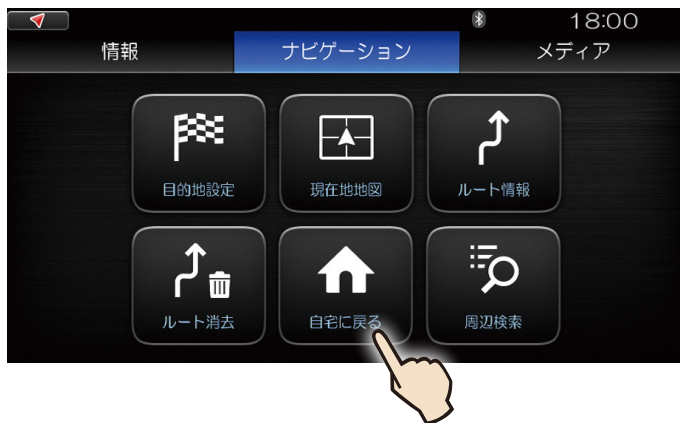 18:00
情報 ナビゲーション メディア
目的地設定 現在地地図 ルート情報
ルート消去 自宅に戻る 周辺検索